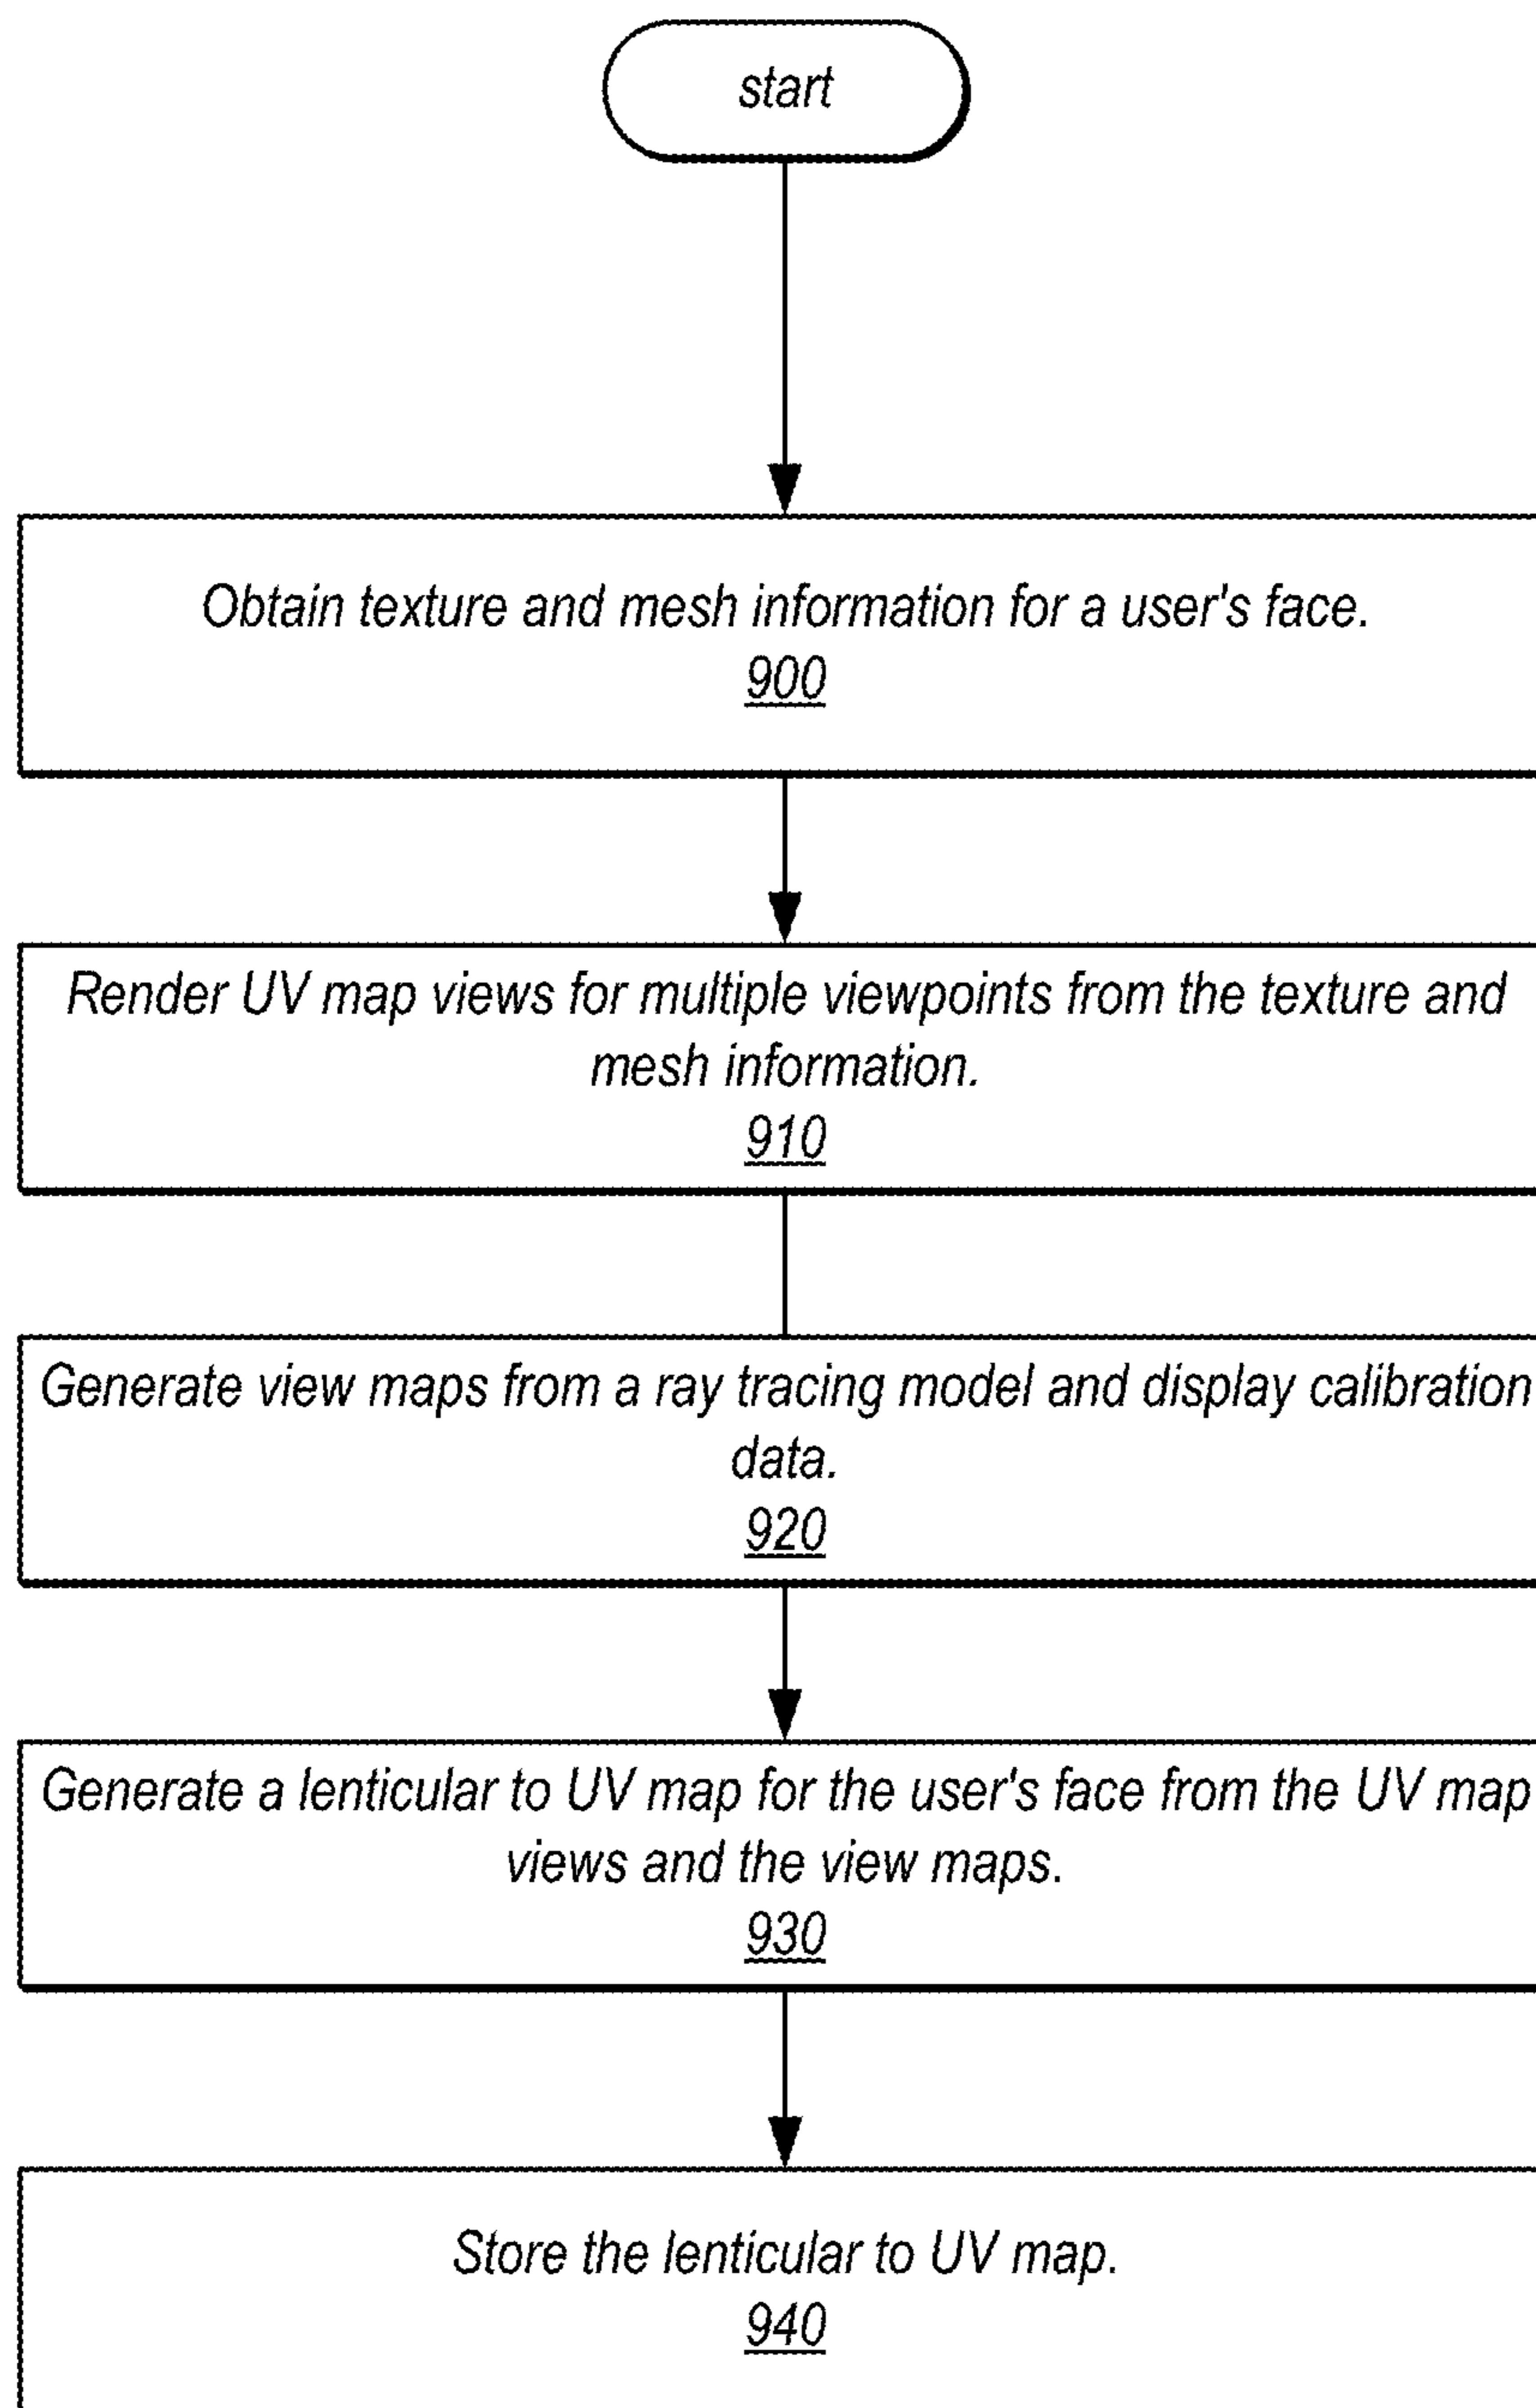 start
Obtain texture and mesh information for a user's face.
900
Render UV map views for multiple viewpoints from the texture and
mesh information.
910
Generate view maps from a ray tracing model and display calibration
data.
920
Generate a lenticular to UV map for the user's face from the UV map
views and the view maps.
930
Store the lenticular to UV map.
940